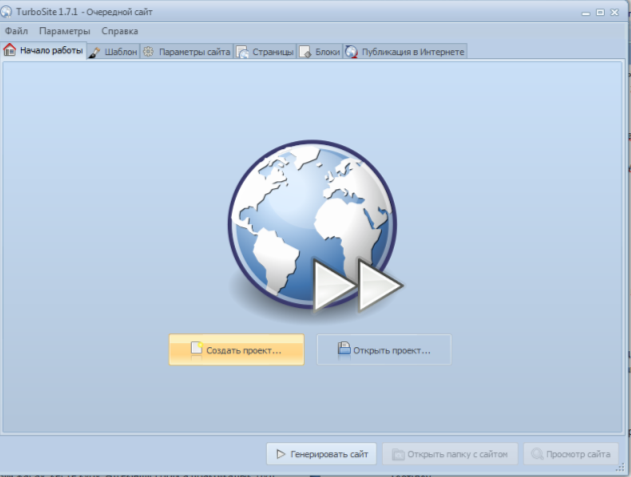 TurboSite 1.7.1 - Очередной сайт
Файл Параметры Справка
Начало работы Шаблон Параметры сайта Страницы Блоки Публикация в Интернете
Создать проект... Открыть проект...
Генерировать сайт Открыть папку с сайтом Просмотр сайта